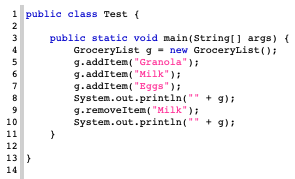 1 public class Test {
2
3     public static void main(String[] args) {
4         GroceryList g = new GroceryList();
5         g.addItem("Granola");
6         g.addItem("Milk");
7         g.addItem("Eggs");
8         System.out.println("" + g);
9         g.removeItem("Milk");
10         System.out.println("" + g);
11     }
12
13 }
14